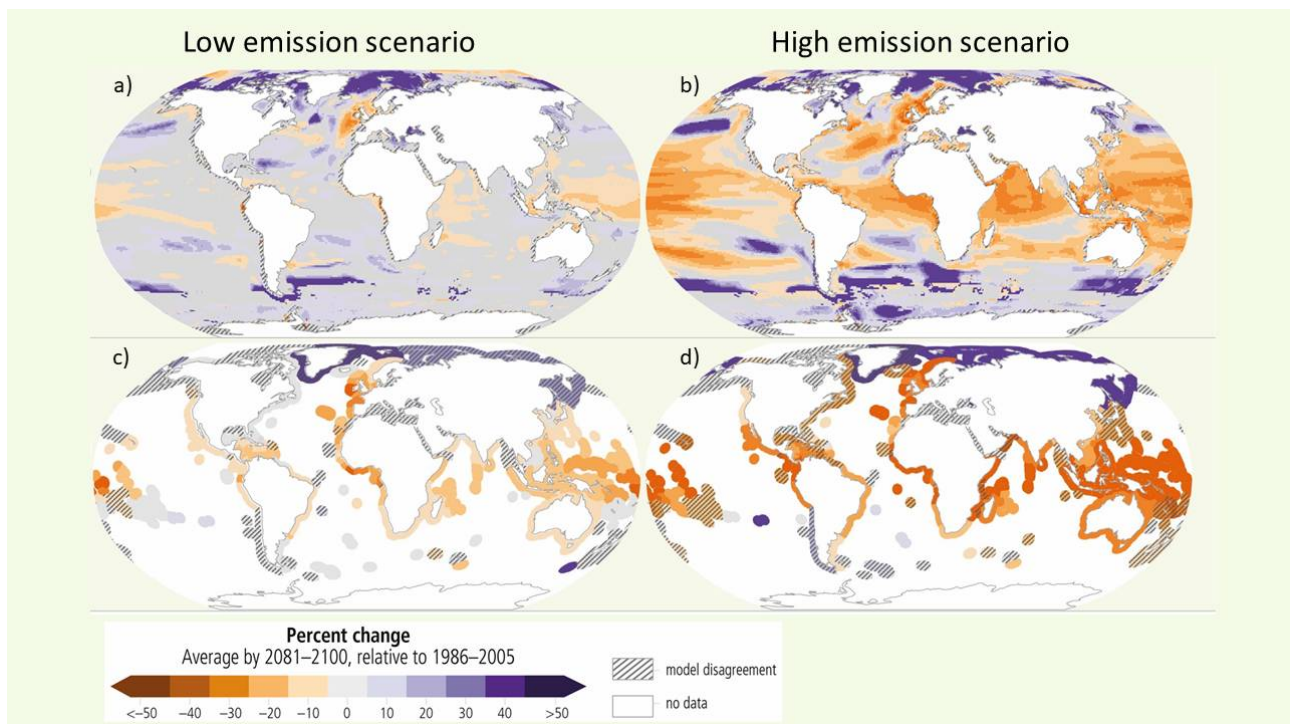 Low emission scenario
High emission scenario
a)
b)
c)
d)
Percent change
Average by 2081–2100, relative to 1986–2005
<–50 –40 –30 –20 –10 0 10 20 30 40 >50
model disagreement
no data